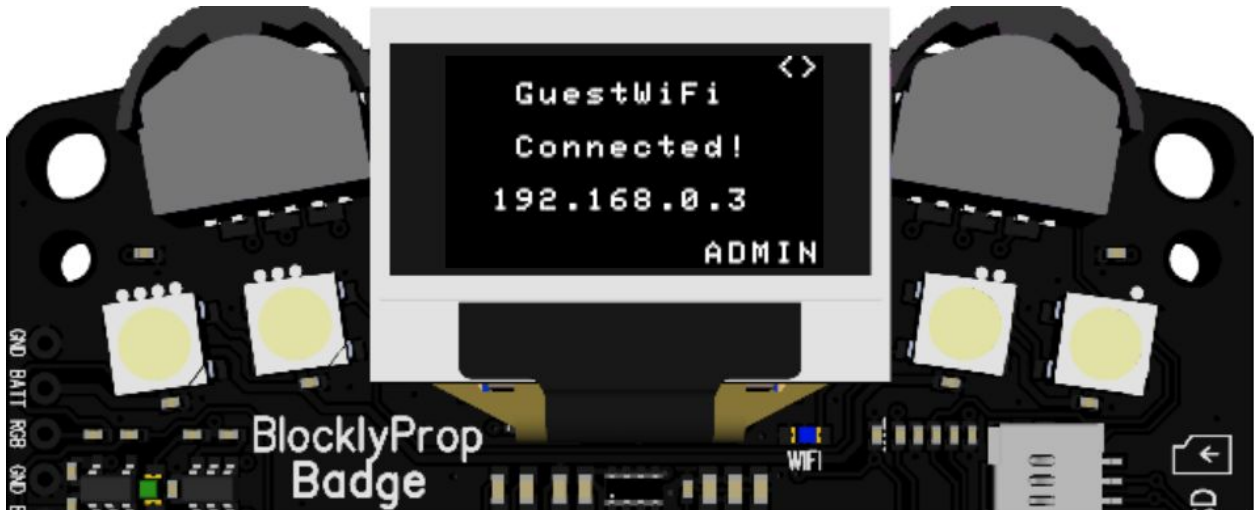 <>
GuestWiFi
Connected!
192.168.0.3
ADMIN
GND
BATT
RGB
GND
BlocklyProp
Badge
WIFI